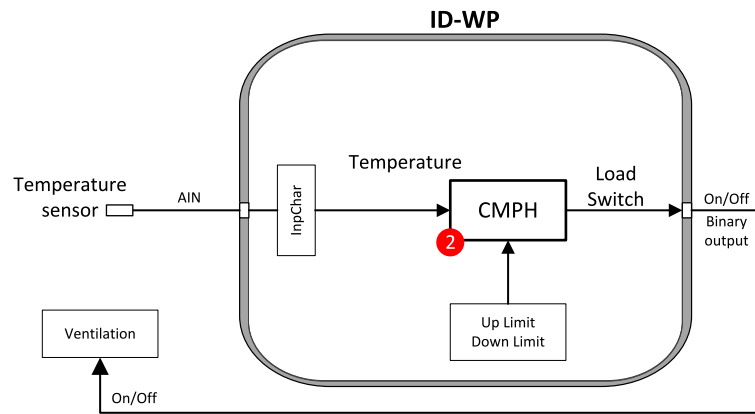 ID-WP
Temperature
sensor
AIN
InpChar
Temperature
CMPH
2
Load
Switch
On/Off
Binary
output
Up Limit
Down Limit
Ventilation
On/Off